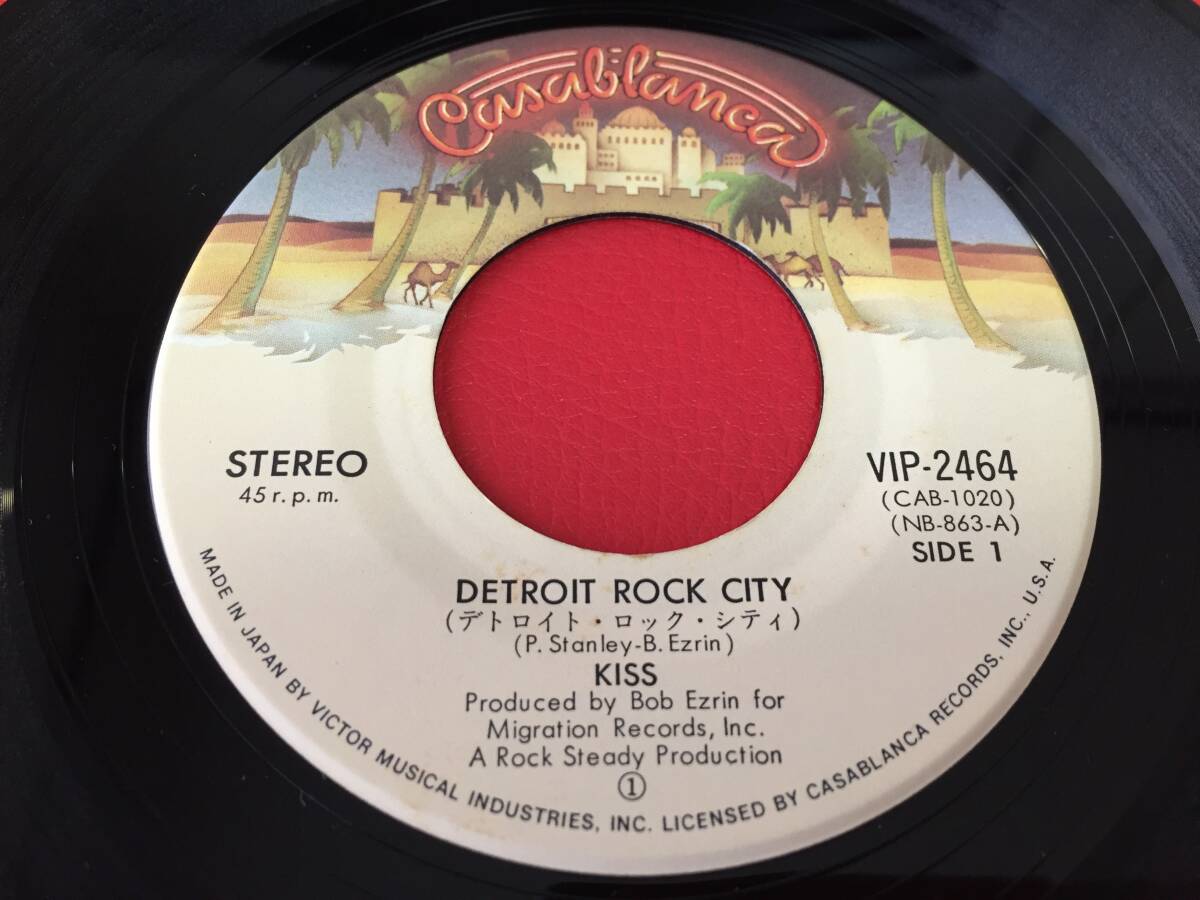 Casablanca
STEREO
45 r.p.m.
VIP-2464
(CAB-1020)
(NB-863-A)
SIDE 1
DETROIT ROCK CITY
(デトロイト・ロック・シティ)
(P. Stanley-B. Ezrin)
KISS
Produced by Bob Ezrin for
Migration Records, Inc.
A Rock Steady Production
①
MADE IN JAPAN BY VICTOR MUSICAL INDUSTRIES, INC. LICENSED BY CASABLANCA RECORDS, INC., U.S.A.